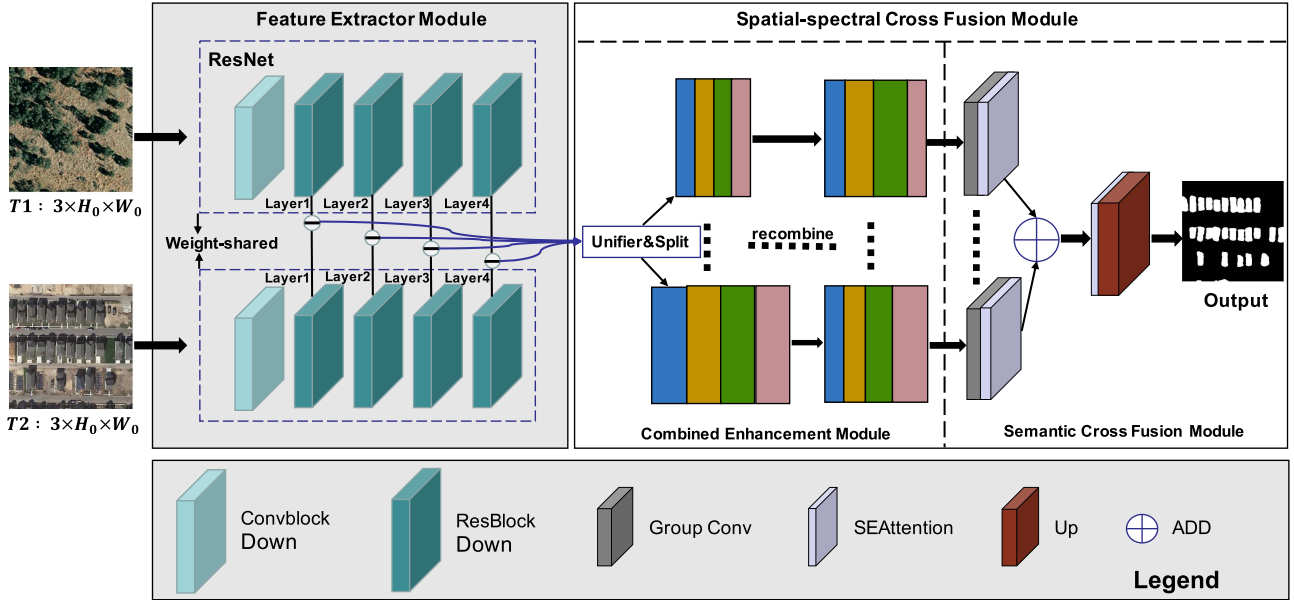 Feature Extractor Module
Spatial-spectral Cross Fusion Module
ResNet
T1 : 3×H₀×W₀
Layer1
Layer2
Layer3
Layer4
Weight-shared
Unifier&Split
recombine
Layer1
Layer2
Layer3
Layer4
Output
T2 : 3×H₀×W₀
Combined Enhancement Module
Semantic Cross Fusion Module
Convblock
Down
ResBlock
Down
Group Conv
SEAttention
Up
ADD
Legend